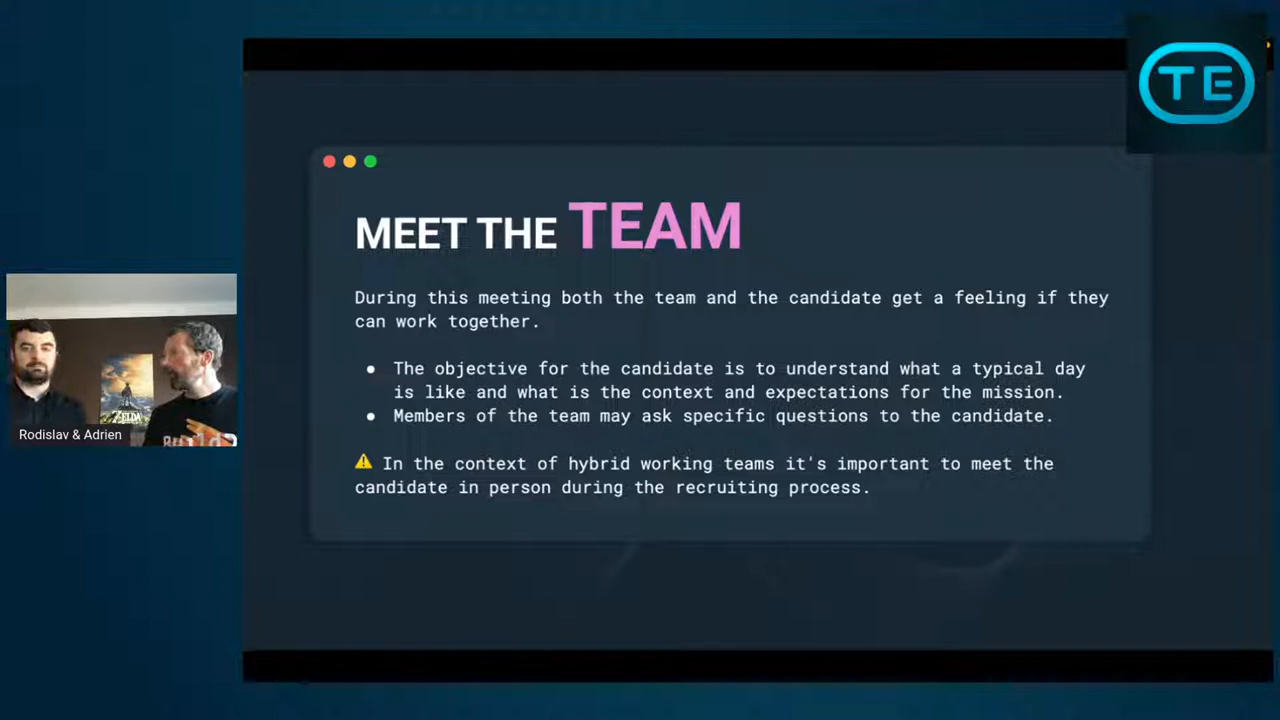 TE
MEET THE TEAM
During this meeting both the team and the candidate get a feeling if they
can work together.
● The objective for the candidate is to understand what a typical day
is like and what is the context and expectations for the mission.
● Members of the team may ask specific questions to the candidate.
⚠ In the context of hybrid working teams it's important to meet the
candidate in person during the recruiting process.
ZELDA
Rodislav & Adrien